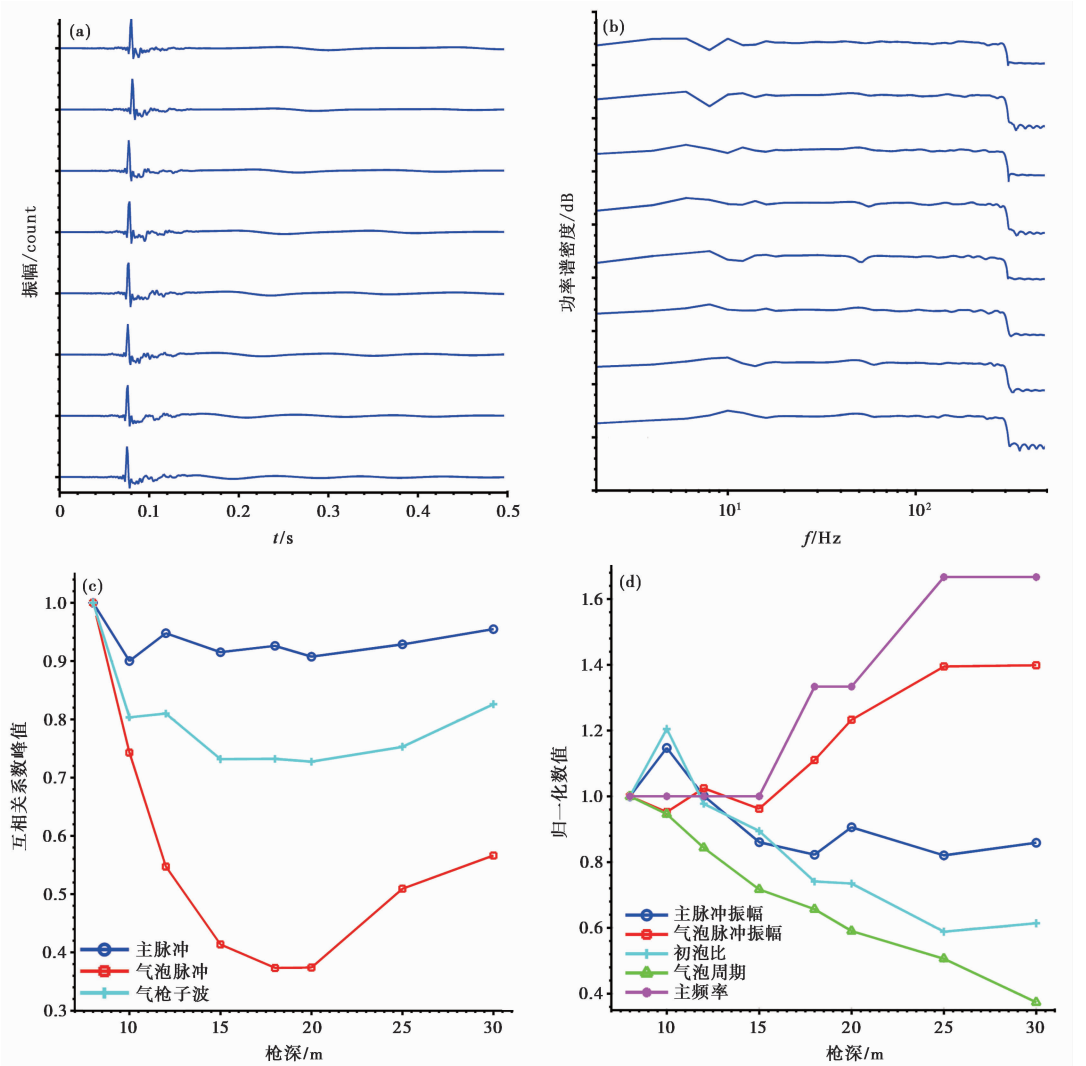 (a)
振幅/count
0
0.1
0.2
0.3
0.4
0.5
t/s
(b)
功率谱密度/dB
10¹
10²
f/Hz
(c)
互相关系数峰值
1.0
0.9
0.8
0.7
0.6
0.5
0.4
0.3
主脉冲
气泡脉冲
气枪子波
10
15
20
25
30
枪深/m
(d)
归一化数值
1.6
1.4
1.2
1.0
0.8
0.6
0.4
主脉冲振幅
气泡脉冲振幅
初泡比
气泡周期
主频率
10
15
20
25
30
枪深/m